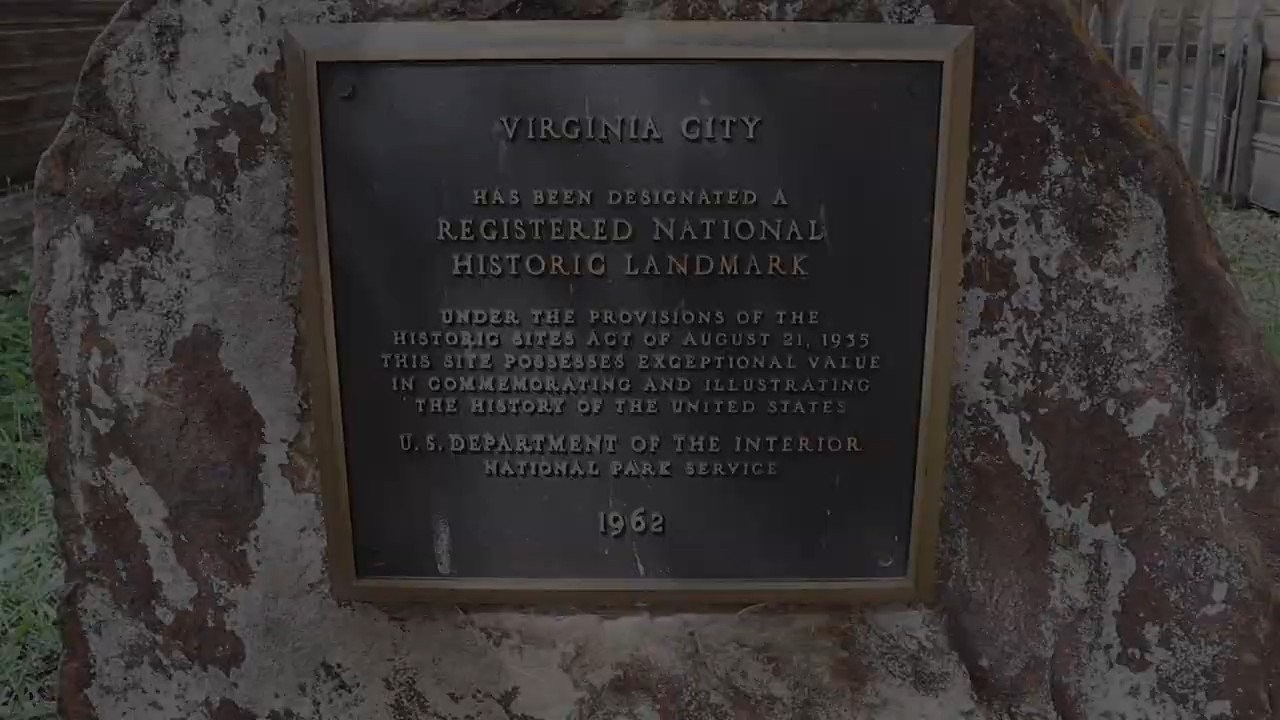 VIRGINIA CITY
HAS BEEN DESIGNATED A
REGISTERED NATIONAL
HISTORIC LANDMARK
UNDER THE PROVISIONS OF THE
HISTORIC SITES ACT OF AUGUST 21, 1935
THIS SITE POSSESSES EXCEPTIONAL VALUE
IN COMMEMORATING AND ILLUSTRATING
THE HISTORY OF THE UNITED STATES
U.S. DEPARTMENT OF THE INTERIOR
NATIONAL PARK SERVICE
1962